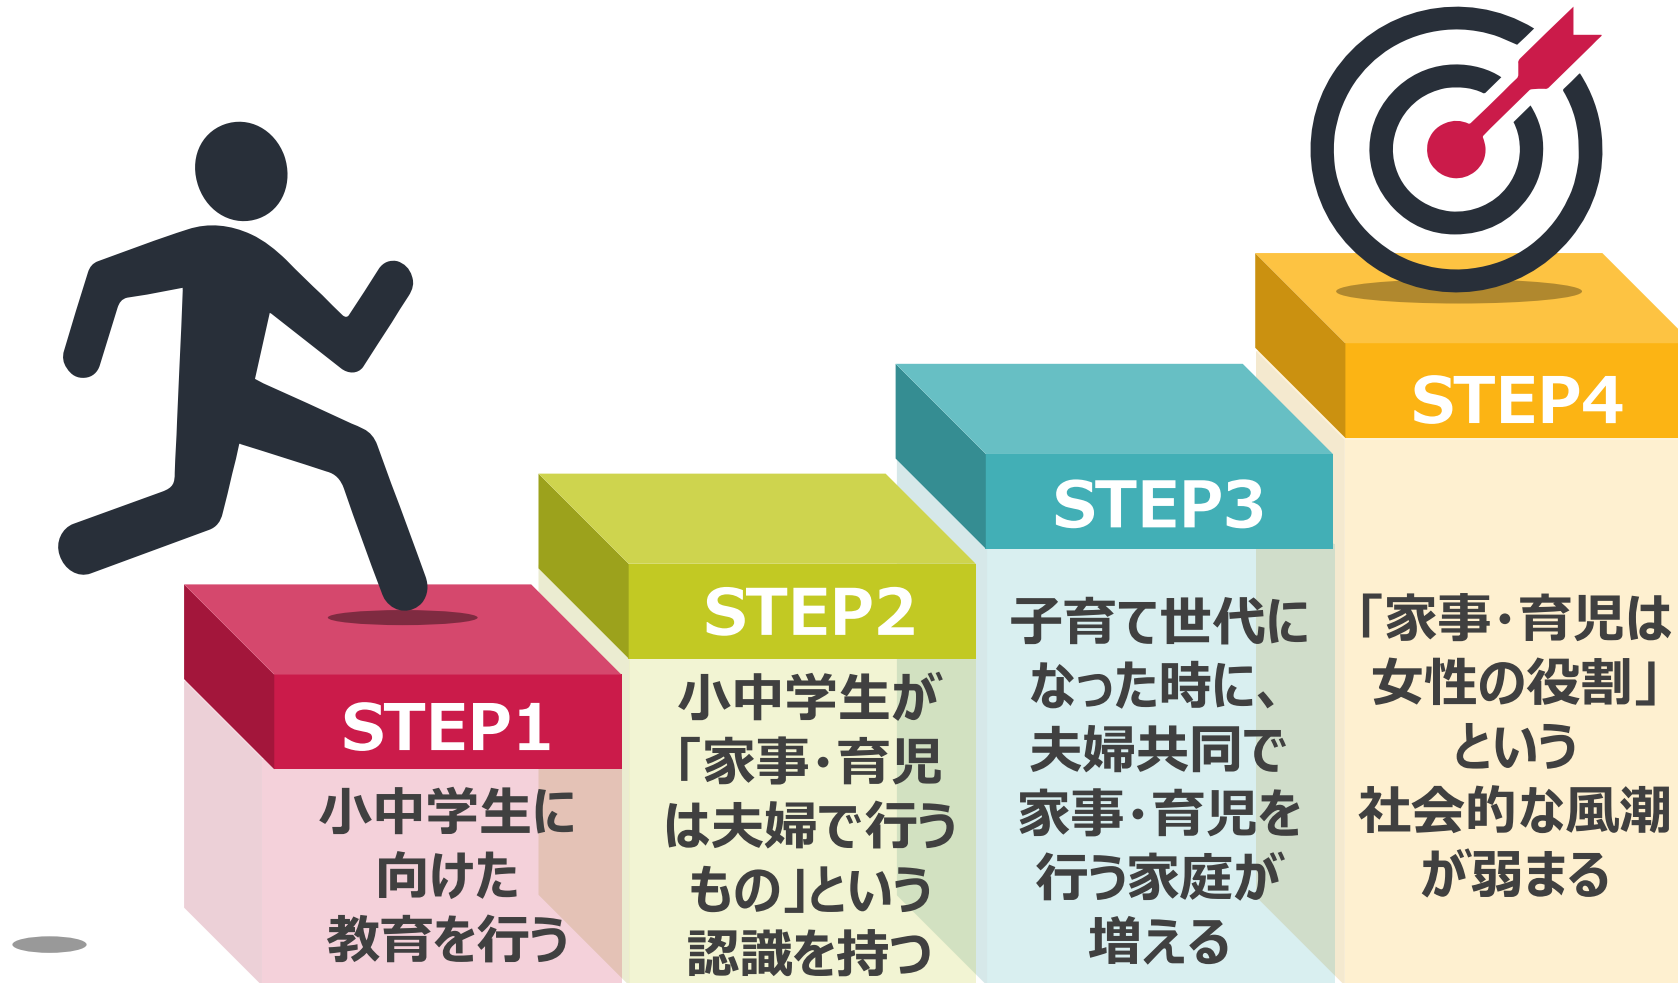 STEP1
小中学生に
向けた
教育を行う
STEP2
小中学生が
「家事・育児
は夫婦で行う
もの」という
認識を持つ
STEP3
子育て世代に
なった時に、
夫婦共同で
家事・育児を
行う家庭が
増える
STEP4
「家事・育児は
女性の役割」
という
社会的な風潮
が弱まる